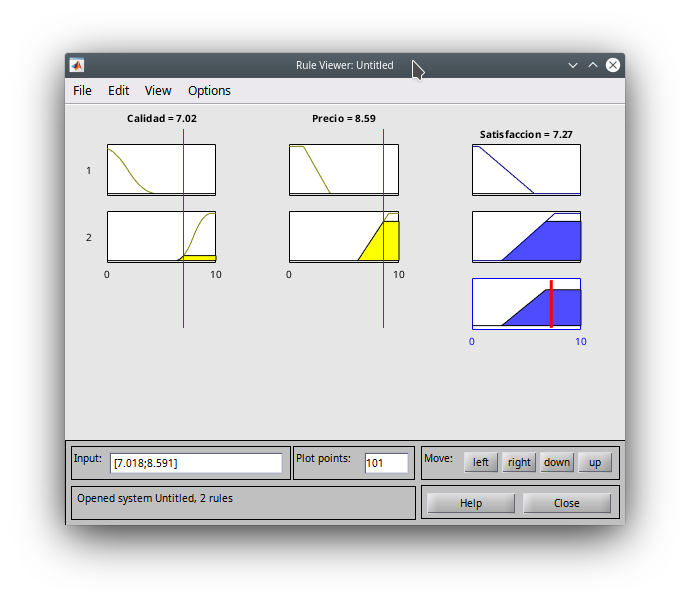 Rule Viewer: Untitled
File Edit View Options
Calidad = 7.02 Precio = 8.59 Satisfaccion = 7.27
1
2
0 10 0 10
0 10
Input: [7.018;8.591] Plot points: 101 Move: left right down up
Opened system Untitled, 2 rules Help Close